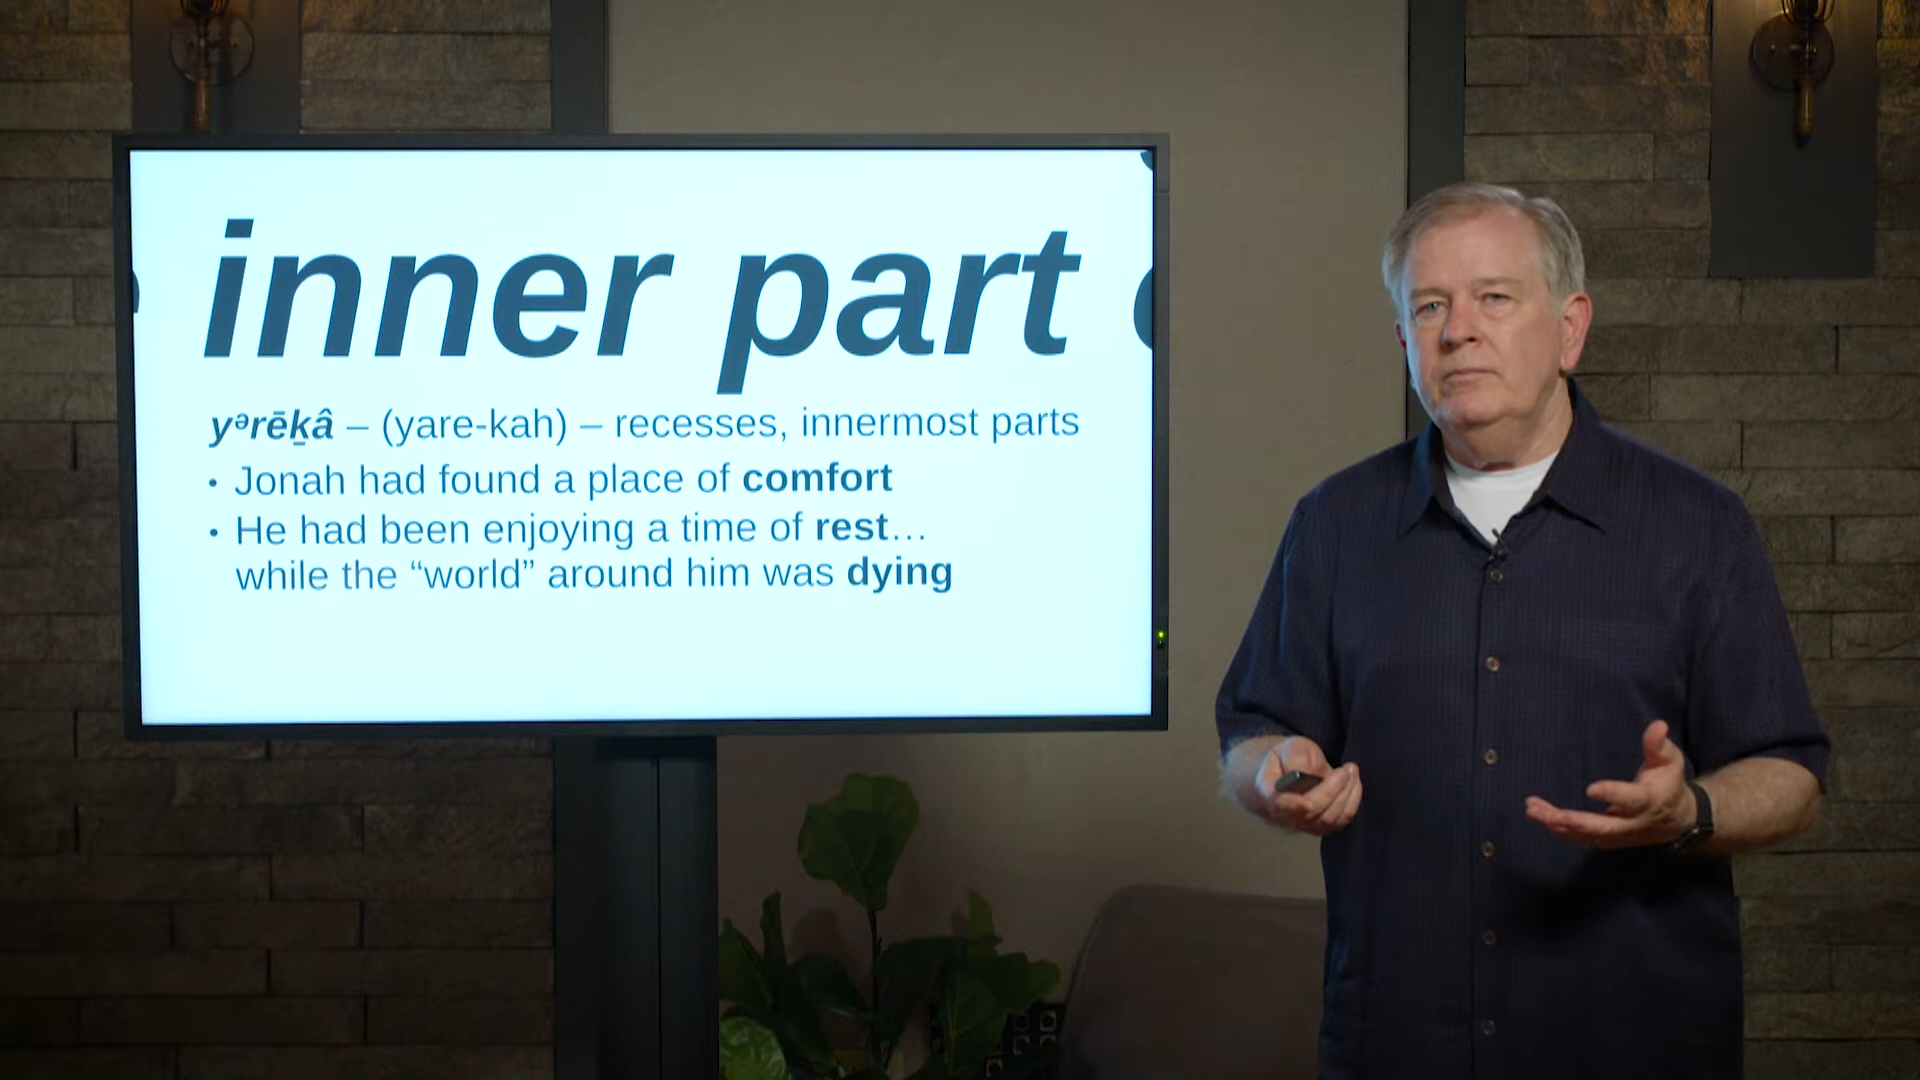 inner part
yᵊrēḵâ – (yare-kah) – recesses, innermost parts
• Jonah had found a place of comfort
• He had been enjoying a time of rest…
while the “world” around him was dying